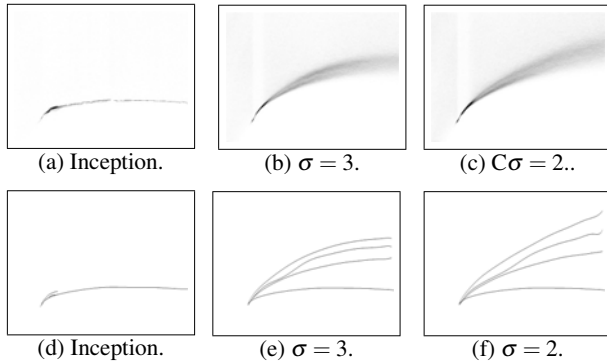 (a) Inception. (b) σ = 3. (c) Cσ = 2..
(d) Inception. (e) σ = 3. (f) σ = 2.